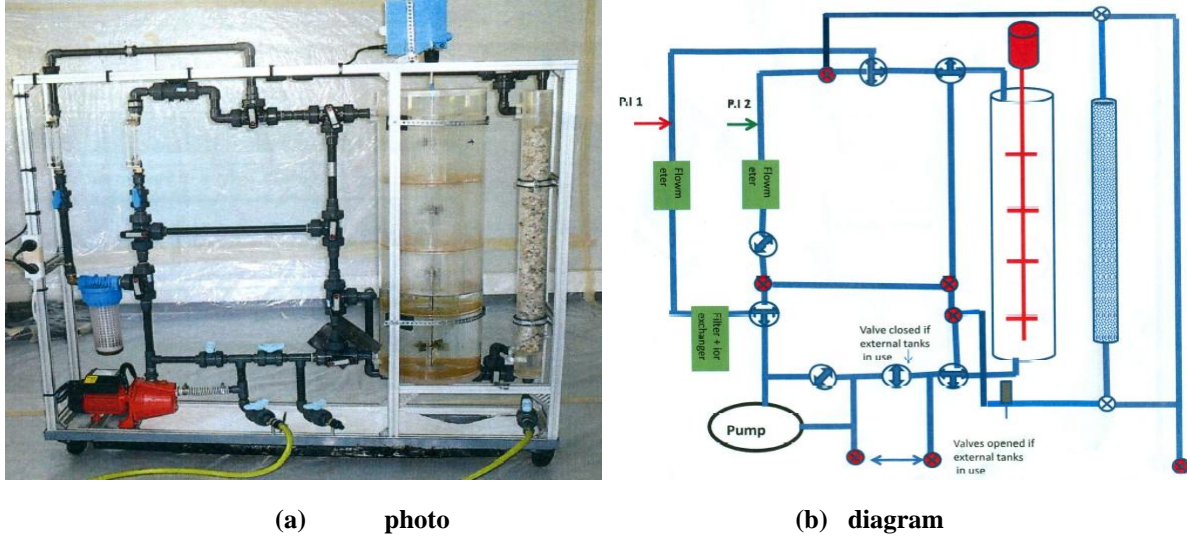 P.I 1
P.I 2
Flowm
eter
Flowm
eter
Filter + ior
exchanger
Valve closed if
external tanks
in use
Pump
Valves opened if
external tanks
in use
(a) photo
(b) diagram